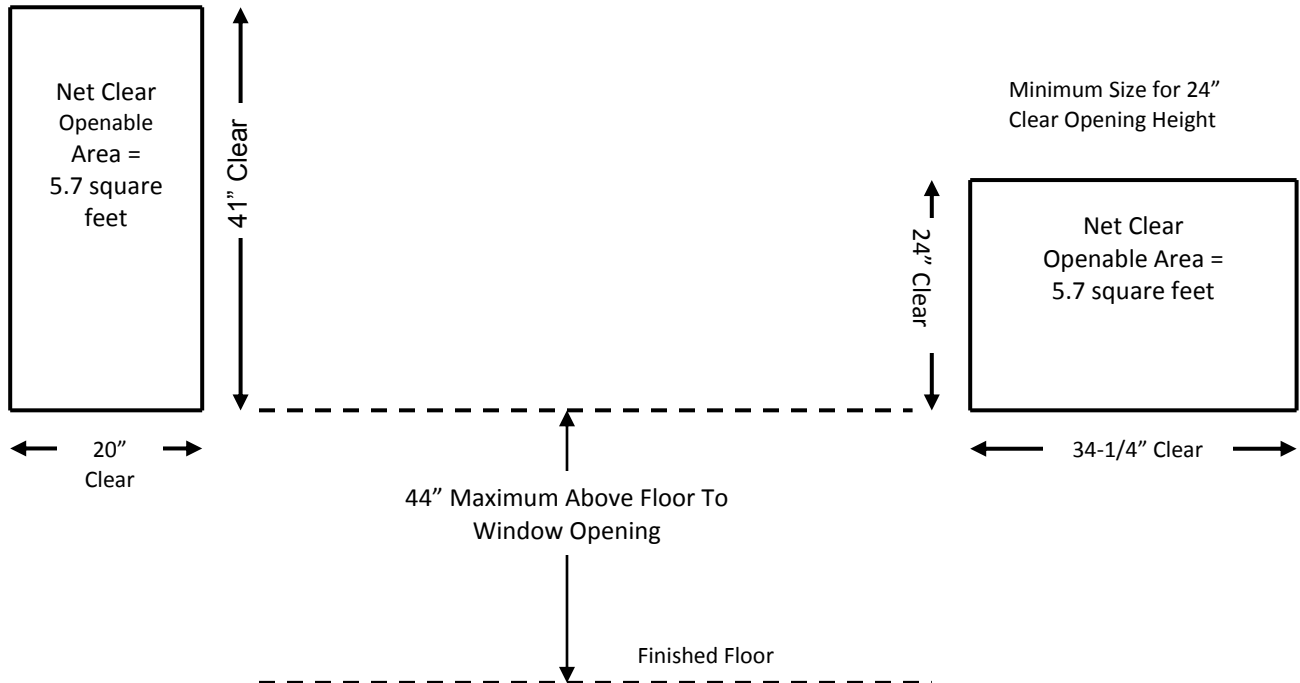 Net Clear
Openable
Area =
5.7 square
feet
41” Clear
20”
Clear
Minimum Size for 24”
Clear Opening Height
24” Clear
Net Clear
Openable Area =
5.7 square feet
34-1/4” Clear
44” Maximum Above Floor To
Window Opening
Finished Floor